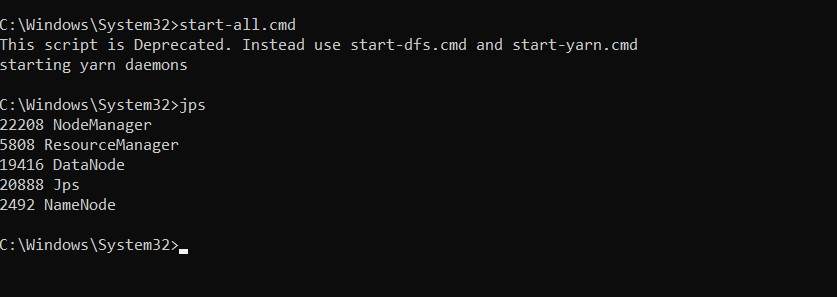 C:\Windows\System32>start-all.cmd
This script is Deprecated. Instead use start-dfs.cmd and start-yarn.cmd
starting yarn daemons
C:\Windows\System32>jps
22208 NodeManager
5808 ResourceManager
19416 DataNode
20888 Jps
2492 NameNode
C:\Windows\System32>